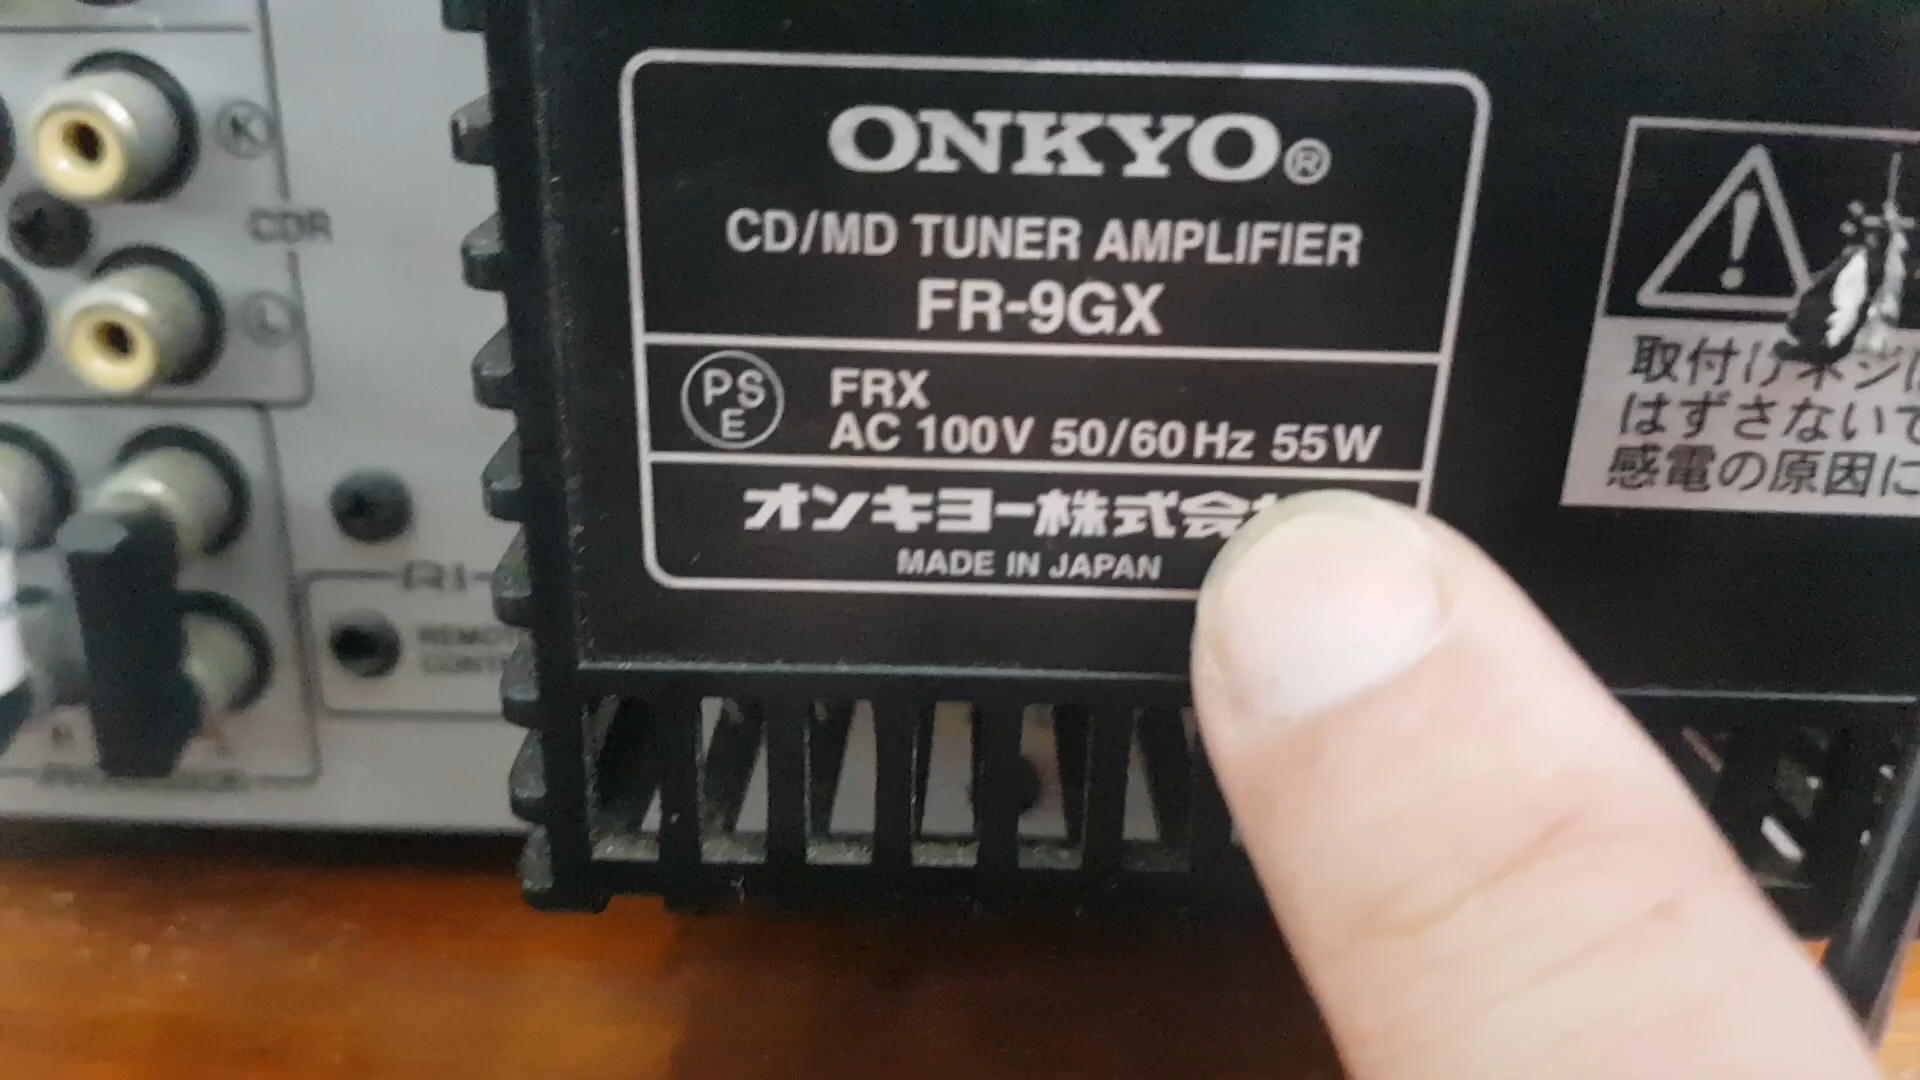 K
CDR
L
RI
REMOTE
ONKYO®
CD/MD TUNER AMPLIFIER
FR-9GX
PSE
FRX
AC 100V 50/60Hz 55W
オンキヨー株式会
MADE IN JAPAN
取付けネジ
はずさないで
感電の原因に